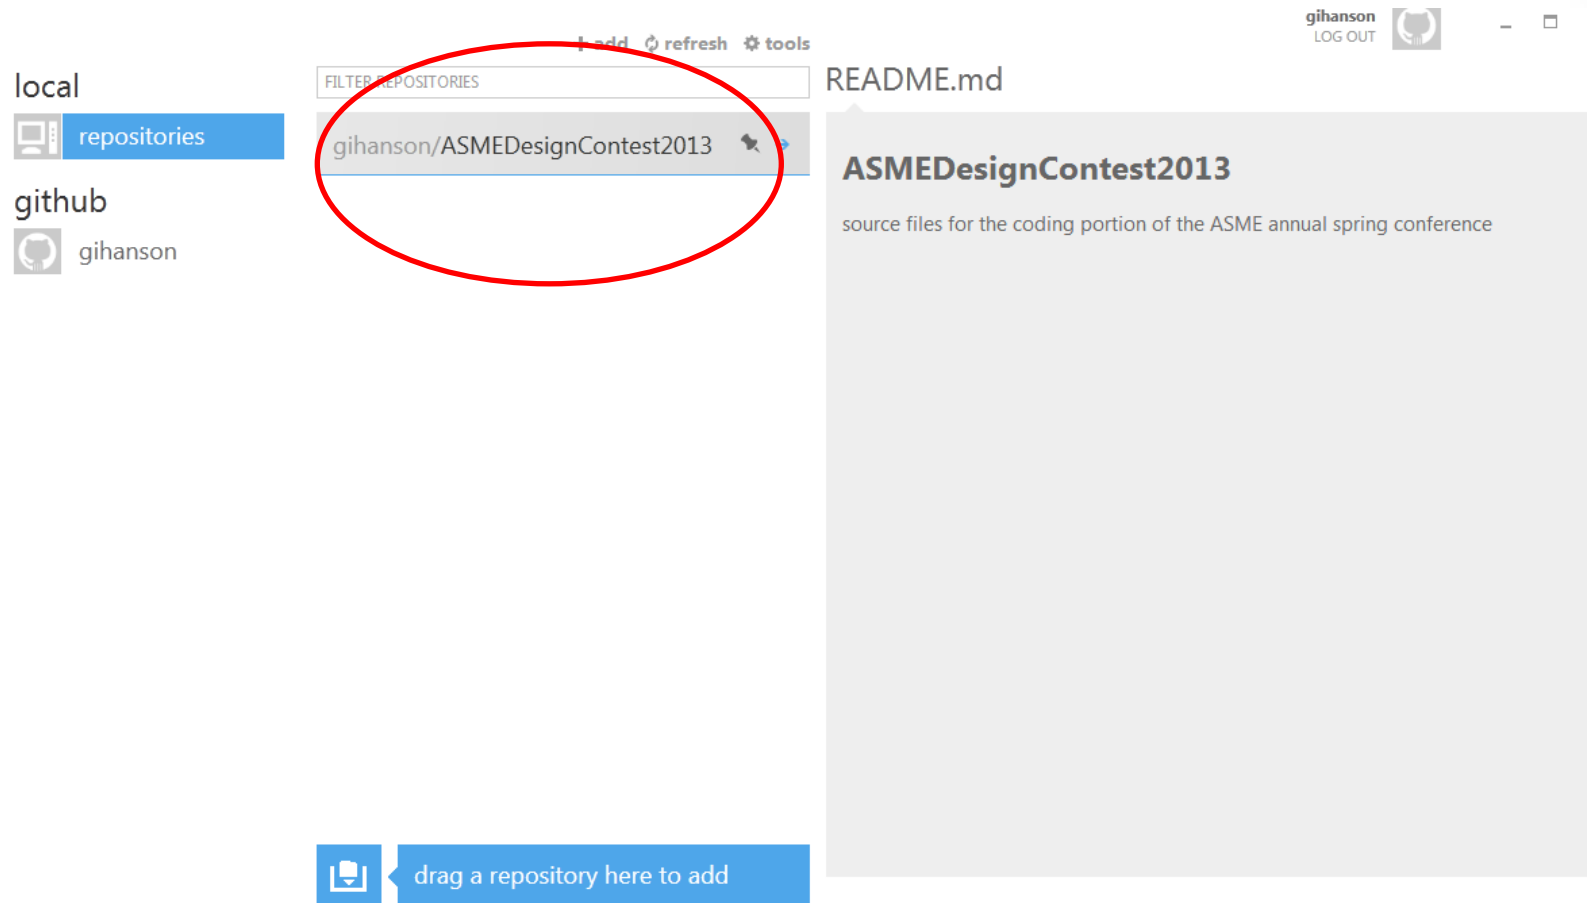 gihanson
LOG OUT
add refresh tools
local
FILTER REPOSITORIES
README.md
repositories
gihanson/ASMEDesignContest2013
ASMEDesignContest2013
github
source files for the coding portion of the ASME annual spring conference
gihanson
drag a repository here to add